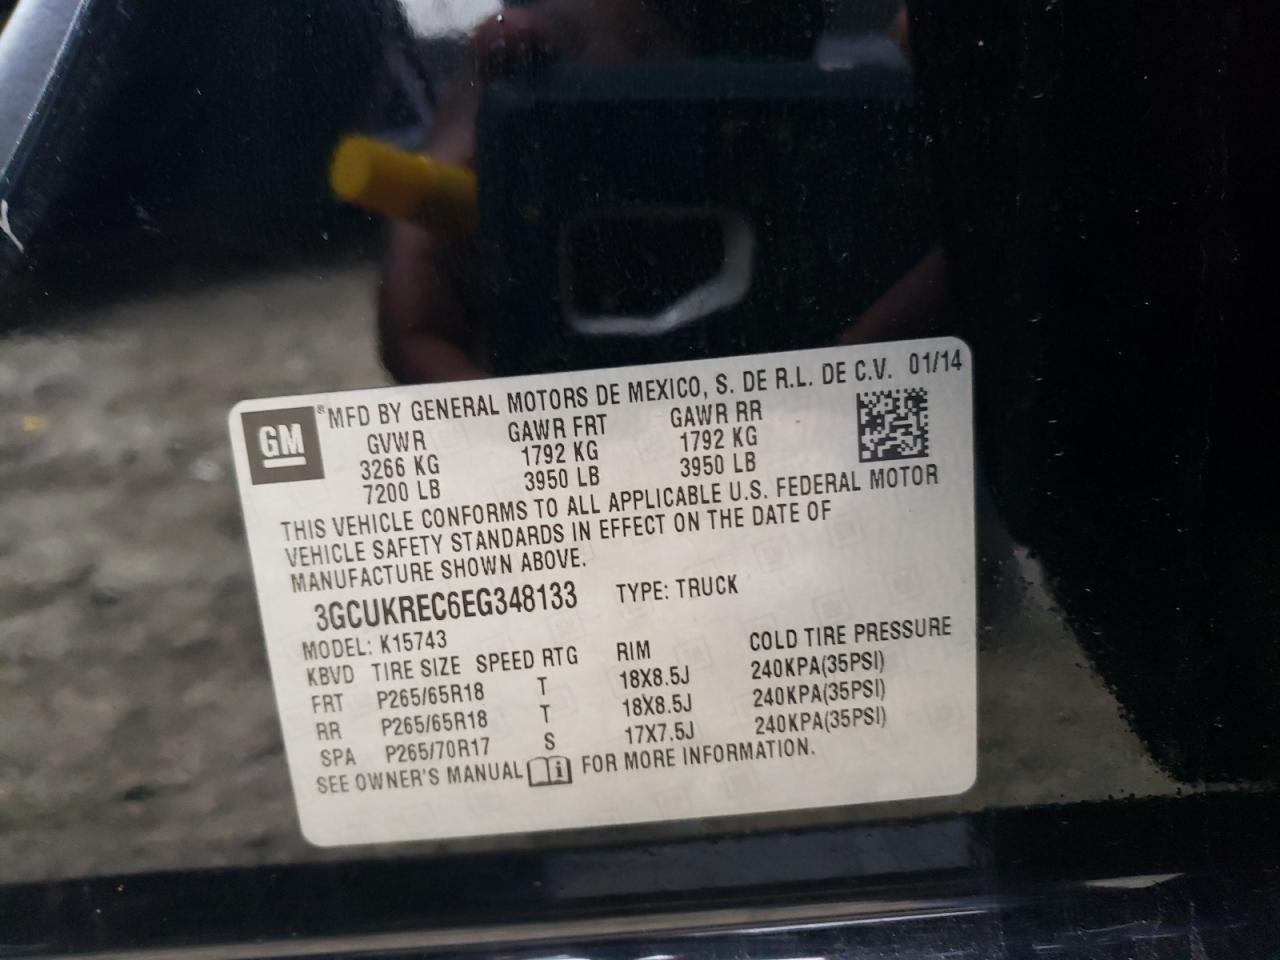 GM ® MFD BY GENERAL MOTORS DE MEXICO, S. DE R.L. DE C.V. 01/14
GVWR GAWR FRT GAWR RR
3266 KG 1792 KG 1792 KG
7200 LB 3950 LB 3950 LB
THIS VEHICLE CONFORMS TO ALL APPLICABLE U.S. FEDERAL MOTOR
VEHICLE SAFETY STANDARDS IN EFFECT ON THE DATE OF
MANUFACTURE SHOWN ABOVE.
3GCUKREC6EG348133 TYPE: TRUCK
MODEL: K15743
KBVD TIRE SIZE SPEED RTG RIM COLD TIRE PRESSURE
FRT P265/65R18 T 18X8.5J 240KPA(35PSI)
RR P265/65R18 T 18X8.5J 240KPA(35PSI)
SPA P265/70R17 S 17X7.5J 240KPA(35PSI)
SEE OWNER'S MANUAL FOR MORE INFORMATION.